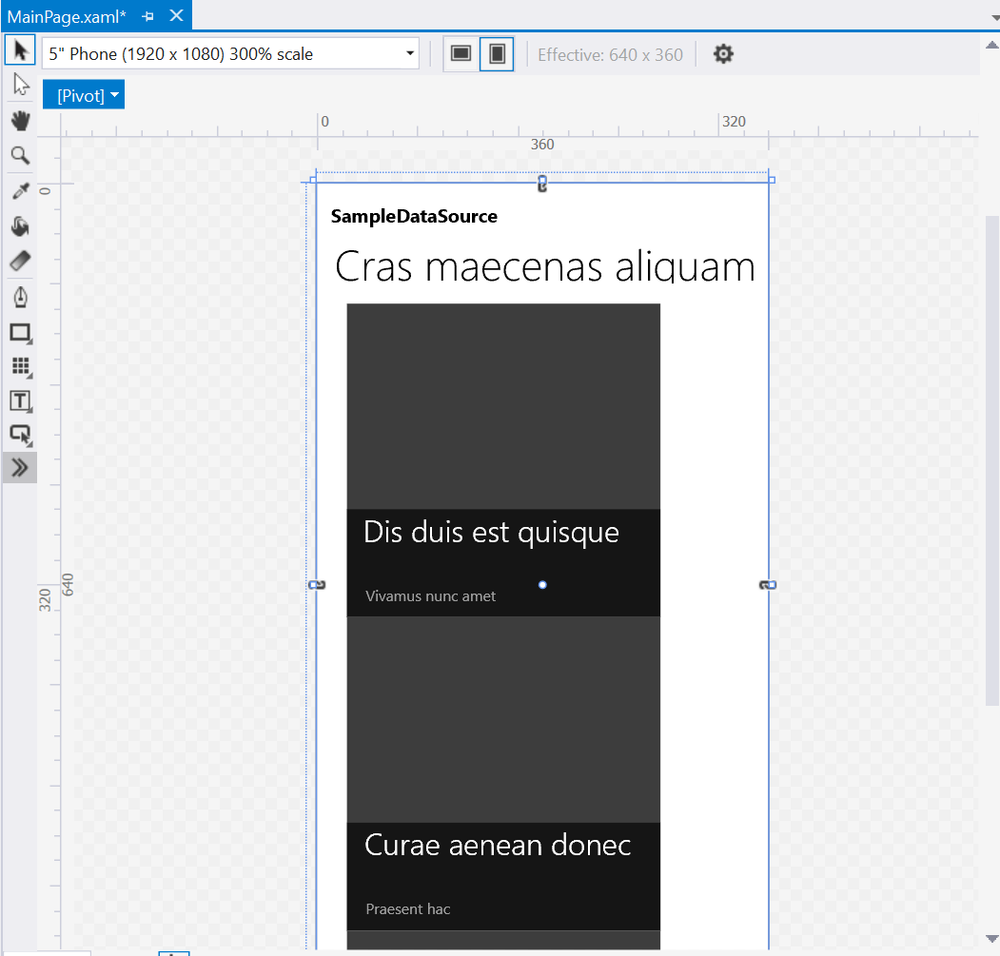 MainPage.xaml*
5" Phone (1920 x 1080) 300% scale
Effective: 640 x 360
[Pivot]
0
320
360
0
320
640
SampleDataSource
Cras maecenas aliquam
Dis duis est quisque
Vivamus nunc amet
Curae aenean donec
Praesent hac